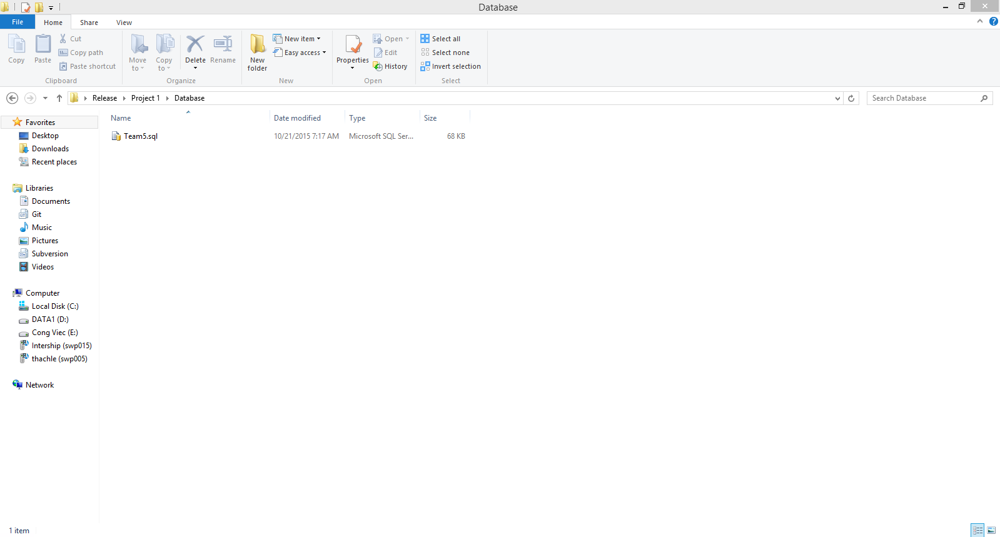 Database
File Home Share View
Copy
Paste
Cut
Copy path
Paste shortcut
Clipboard
Move to
Copy to
Delete
Rename
Organize
New folder
New item
Easy access
New
Properties
Open
Edit
History
Open
Select all
Select none
Invert selection
Select
Release Project 1 Database
Search Database
Name Date modified Type Size
Team5.sql 10/21/2015 7:17 AM Microsoft SQL Ser... 68 KB
Favorites
Desktop
Downloads
Recent places
Libraries
Documents
Git
Music
Pictures
Subversion
Videos
Computer
Local Disk (C:)
DATA1 (D:)
Cong Viec (E:)
Intership (swp015)
thachle (swp005)
Network
1 item